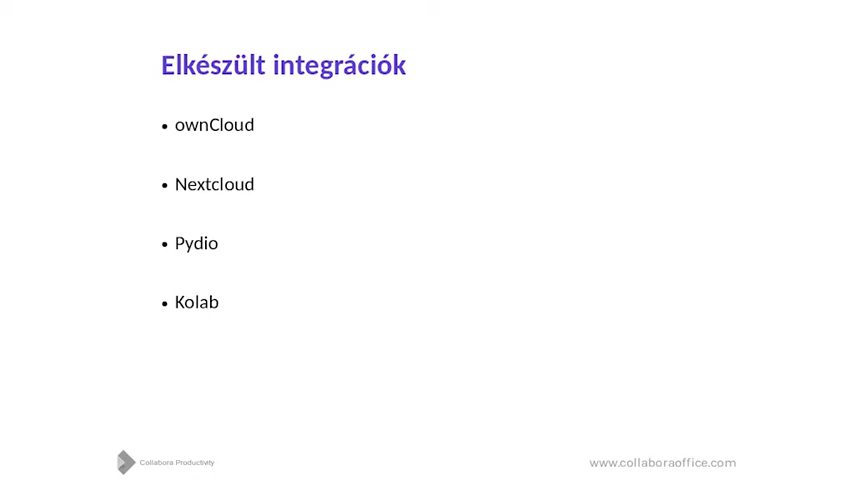 Elkészült integrációk
• ownCloud
• Nextcloud
• Pydio
• Kolab
Collabora Productivity
www.collaboraoffice.com